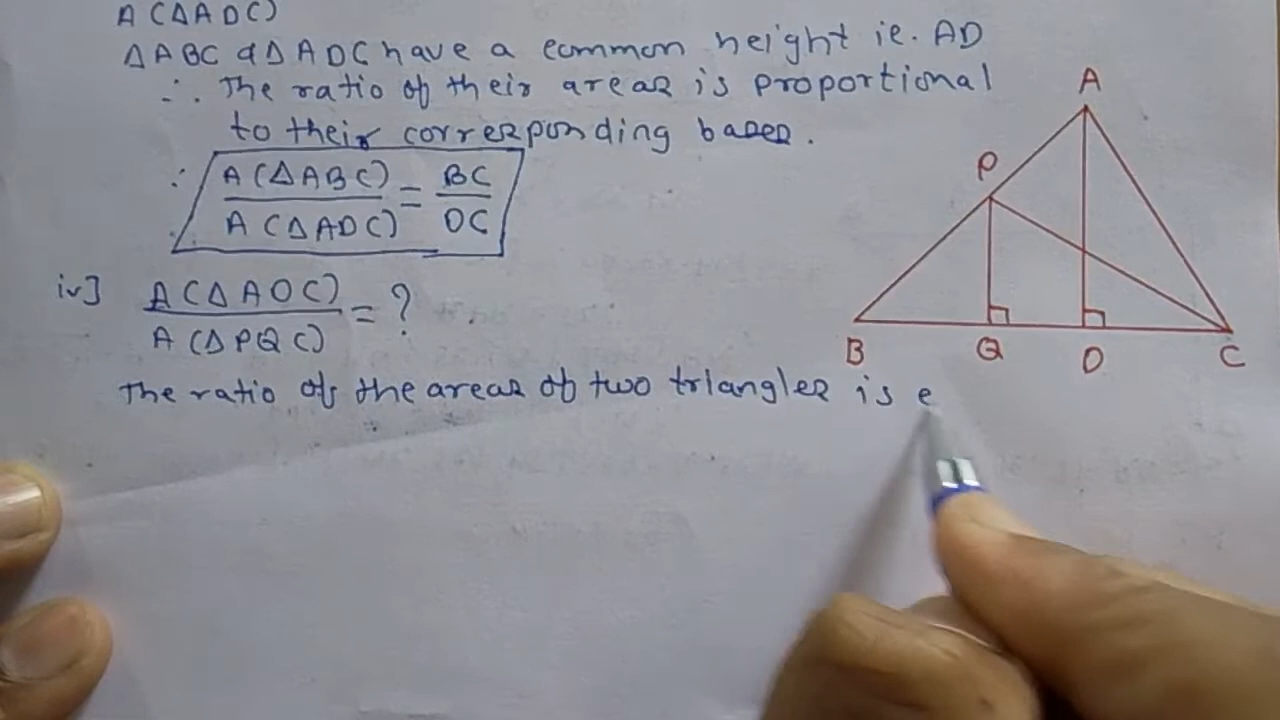 A(ΔADC)
ΔABC & ΔADC have a common height ie. AD
∴ The ratio of their areas is proportional
to their corresponding bases.
∴ A(ΔABC) / A(ΔADC) = BC / DC
iv] A(ΔADC) / A(ΔPQC) = ?
The ratio of the areas of two triangles is e
A
P
B
Q
D
C